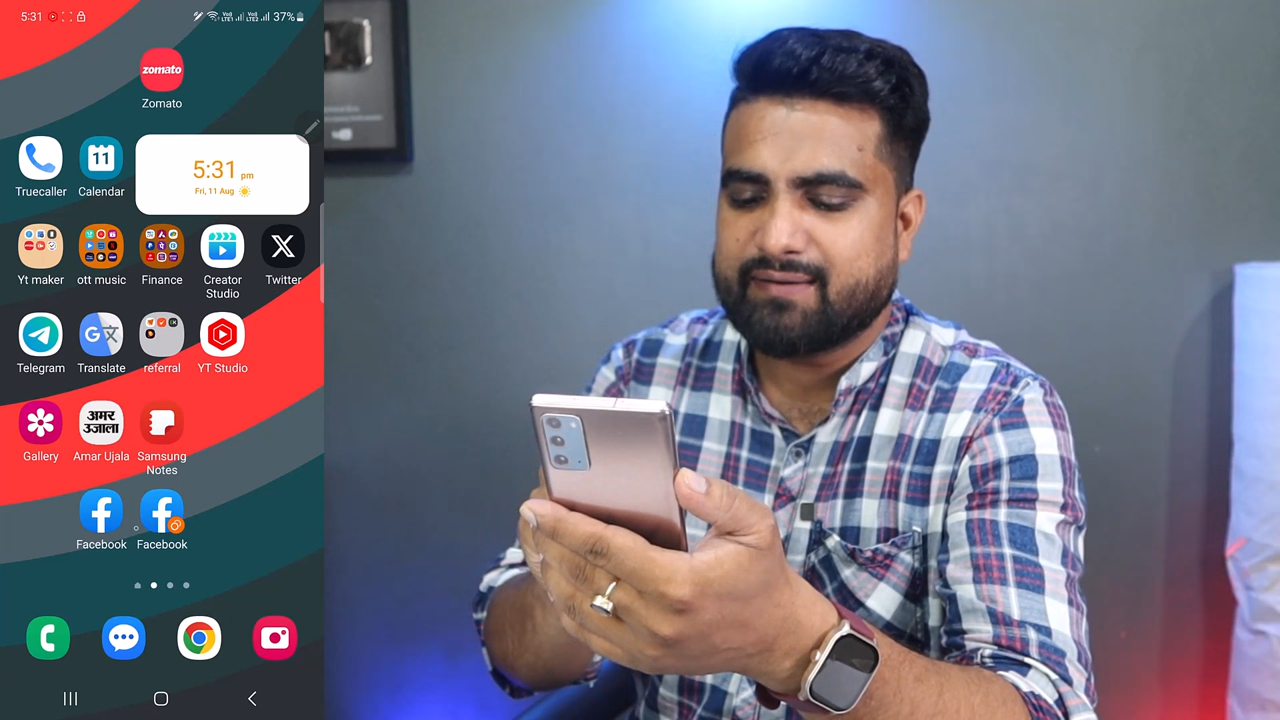 5:31
37%
zomato
Zomato
11
5:31 pm
Fri, 11 Aug
Truecaller
Calendar
Yt maker
ott music
Finance
Creator
Studio
Twitter
Telegram
Translate
referral
YT Studio
अमर
उजाला
Gallery
Amar Ujala
Samsung
Notes
Facebook
Facebook